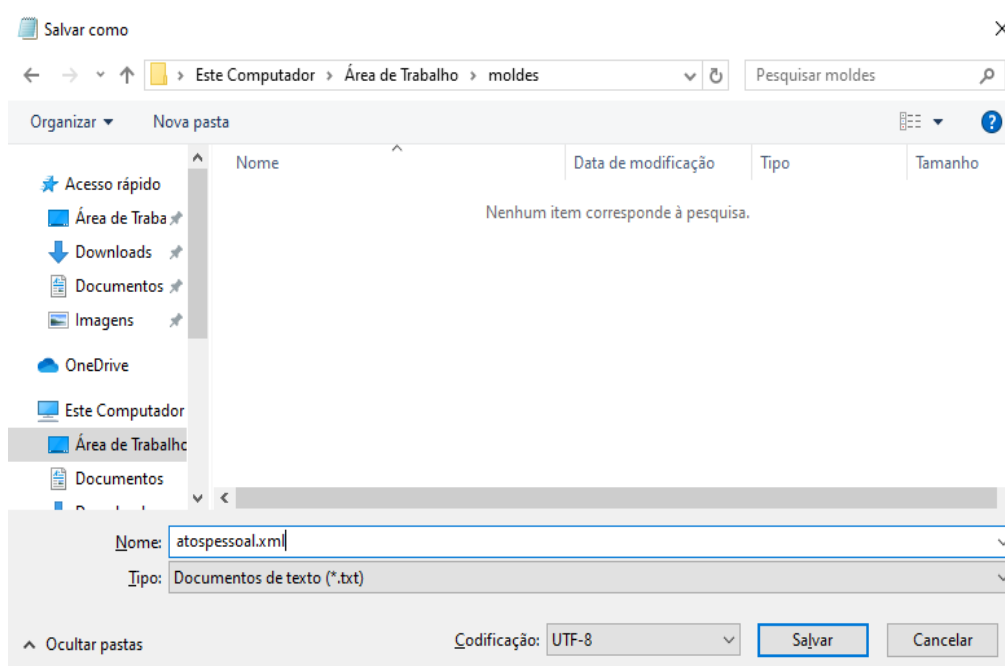 Salvar como
Este Computador > Área de Trabalho > moldes
Pesquisar moldes
Organizar
Nova pasta
?
Nome
Data de modificação
Tipo
Tamanho
Nenhum item corresponde à pesquisa.
Acesso rápido
Área de Traba
Downloads
Documentos
Imagens
OneDrive
Este Computador
Área de Trabalho
Documentos
Nome: atospessoal.xml
Tipo: Documentos de texto (*.txt)
Ocultar pastas
Codificação: UTF-8
Salvar
Cancelar